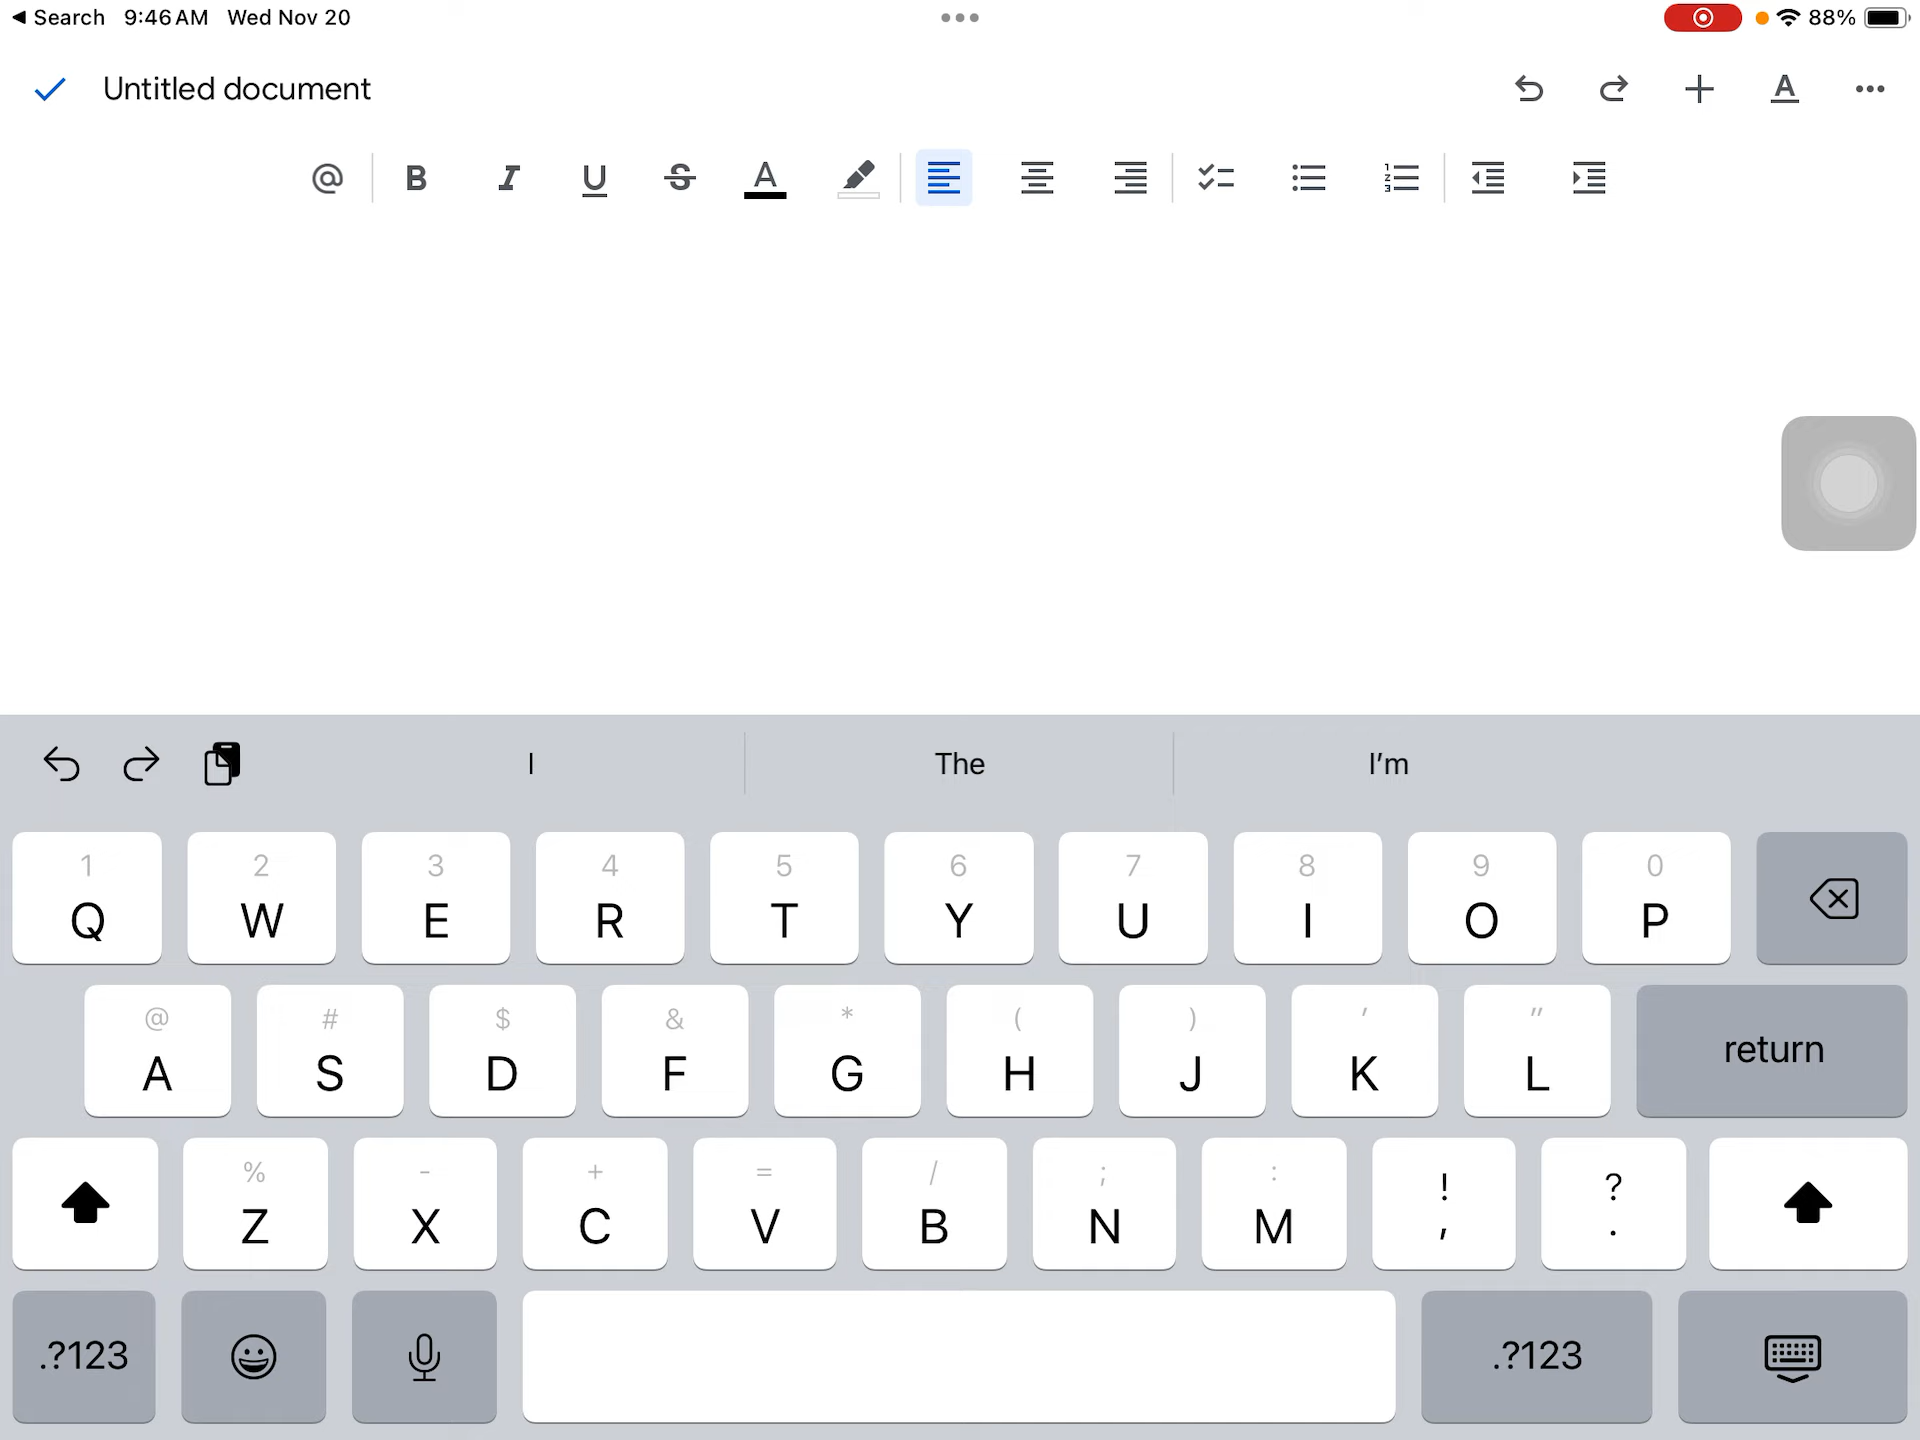 ◀ Search 9:46 AM Wed Nov 20 88%
Untitled document
@ B I U S A
I The I’m
1 2 3 4 5 6 7 8 9 0
Q W E R T Y U I O P
@ # $ & * ( ) ' "
A S D F G H J K L return
% - + = / ; : ! ?
Z X C V B N M , .
.?123 .?123